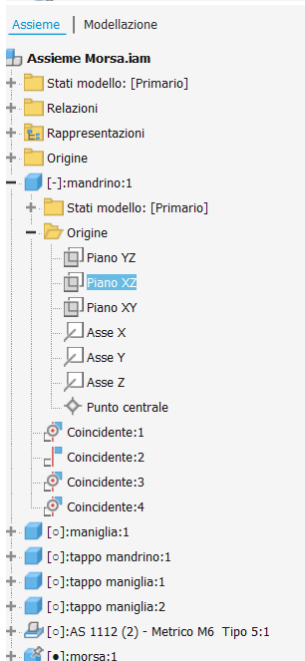 Assieme | Modellazione
Assieme Morsa.iam
Stati modello: [Primario]
Relazioni
Rappresentazioni
Origine
[-]:mandrino:1
Stati modello: [Primario]
Origine
Piano YZ
Piano XZ
Piano XY
Asse X
Asse Y
Asse Z
Punto centrale
Coincidente:1
Coincidente:2
Coincidente:3
Coincidente:4
[○]:maniglia:1
[○]:tappo mandrino:1
[○]:tappo maniglia:1
[○]:tappo maniglia:2
[○]:AS 1112 (2) - Metrico M6 Tipo 5:1
[●]:morsa:1